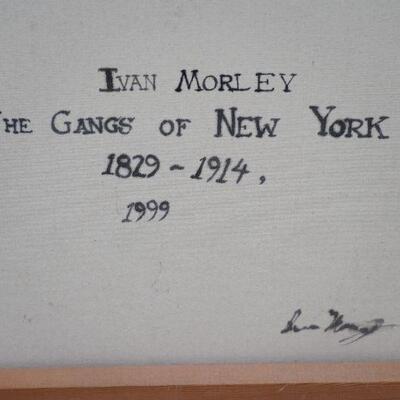 IVAN MORLEY
HE GANGS OF NEW YORK
1829 ~ 1914,
1999